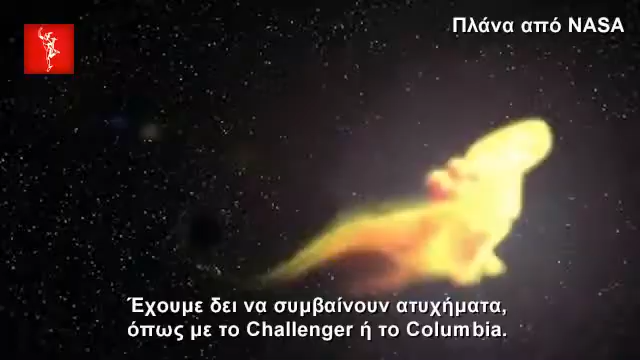 Πλάνα από NASA
Έχουμε δει να συμβαίνουν ατυχήματα,
όπως με το Challenger ή το Columbia.